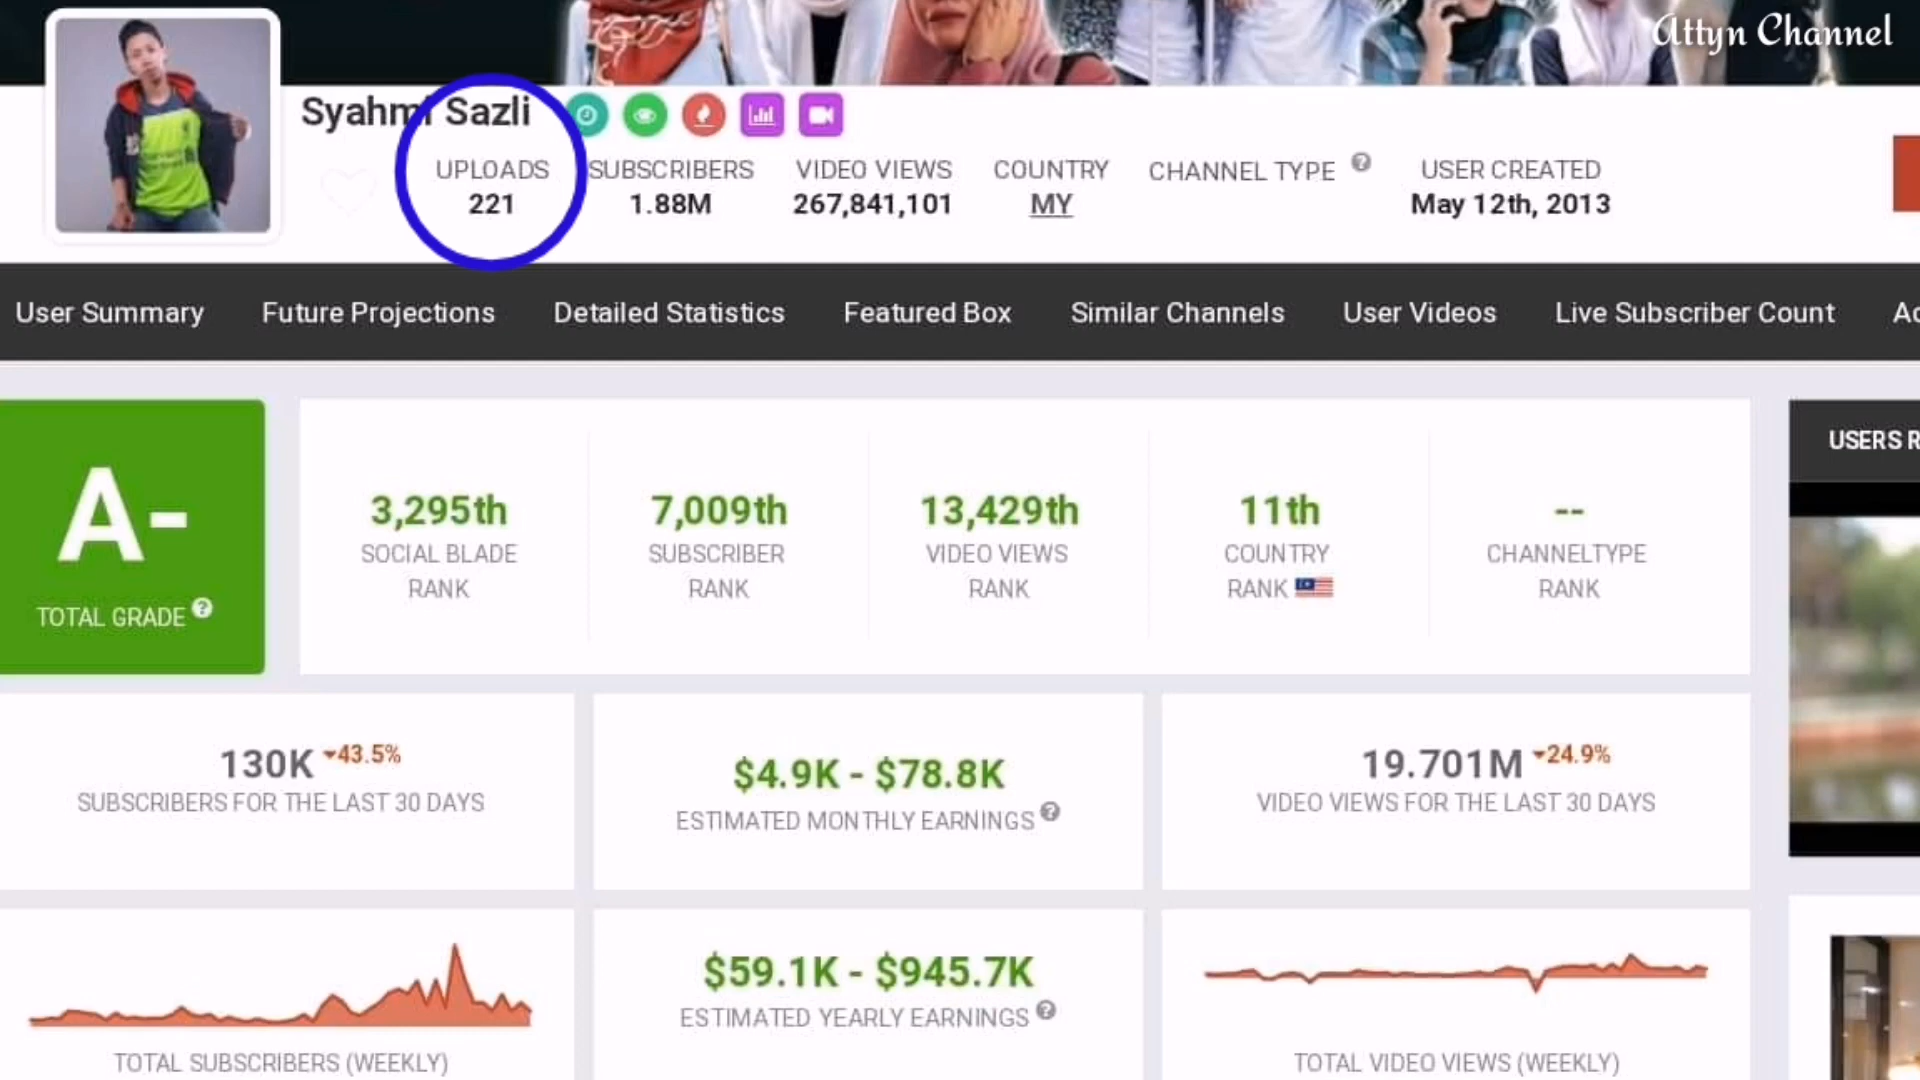 Attyn Channel
Syahmi Sazli
UPLOADS
221
SUBSCRIBERS
1.88M
VIDEO VIEWS
267,841,101
COUNTRY
MY
CHANNEL TYPE ?
USER CREATED
May 12th, 2013
User Summary
Future Projections
Detailed Statistics
Featured Box
Similar Channels
User Videos
Live Subscriber Count
A-
TOTAL GRADE ?
3,295th
SOCIAL BLADE
RANK
7,009th
SUBSCRIBER
RANK
13,429th
VIDEO VIEWS
RANK
11th
COUNTRY
RANK
--
CHANNELTYPE
RANK
USERS R
130K 43.5%
SUBSCRIBERS FOR THE LAST 30 DAYS
$4.9K - $78.8K
ESTIMATED MONTHLY EARNINGS ?
19.701M 24.9%
VIDEO VIEWS FOR THE LAST 30 DAYS
TOTAL SUBSCRIBERS (WEEKLY)
$59.1K - $945.7K
ESTIMATED YEARLY EARNINGS ?
TOTAL VIDEO VIEWS (WEEKLY)